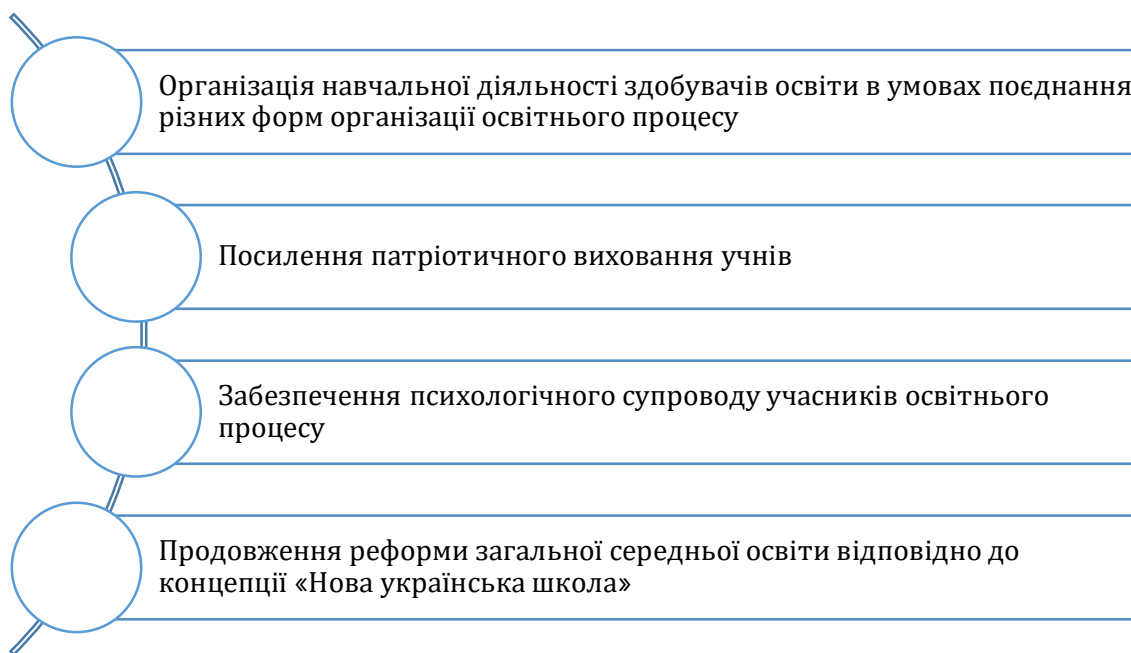 Організація навчальної діяльності здобувачів освіти в умовах поєднання
різних форм організації освітнього процесу
Посилення патріотичного виховання учнів
Забезпечення психологічного супроводу учасників освітнього
процесу
Продовження реформи загальної середньої освіти відповідно до
концепції «Нова українська школа»